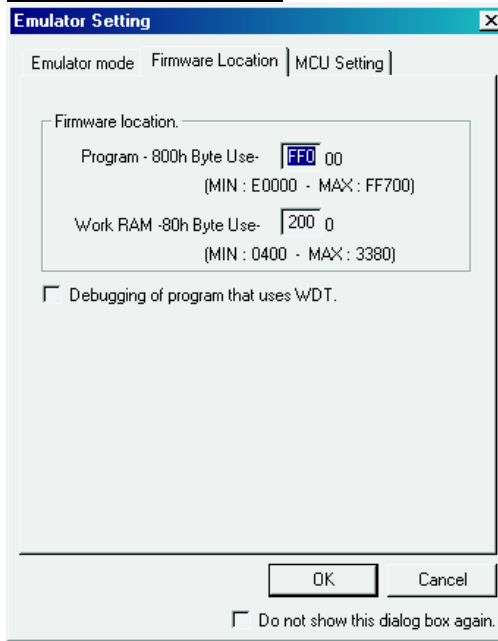 Emulator Setting
Emulator mode Firmware Location MCU Setting
Firmware location.
Program - 800h Byte Use- FF0 00
(MIN : E0000 - MAX : FF700)
Work RAM -80h Byte Use- 200 0
(MIN : 0400 - MAX : 3380)
Debugging of program that uses WDT.
OK Cancel
Do not show this dialog box again.